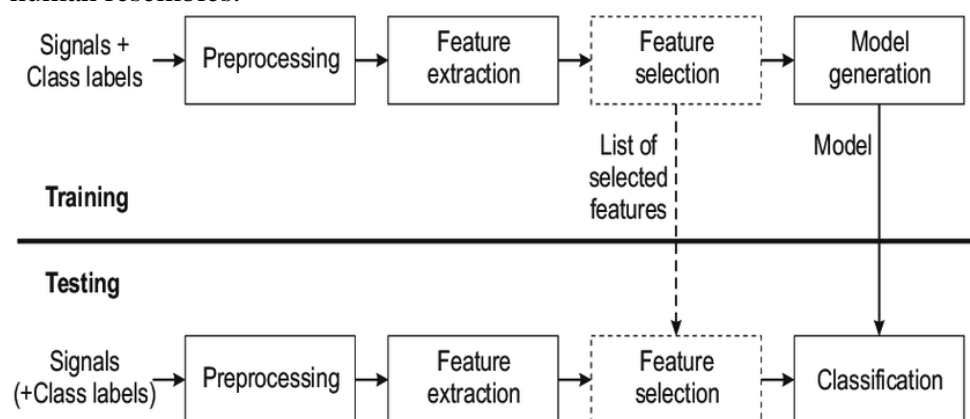 human resembles.
Signals +
Class labels
Preprocessing
Feature
extraction
Feature
selection
Model
generation
List of
selected
features
Model
Training
Testing
Signals
(+Class labels)
Preprocessing
Feature
extraction
Feature
selection
Classification